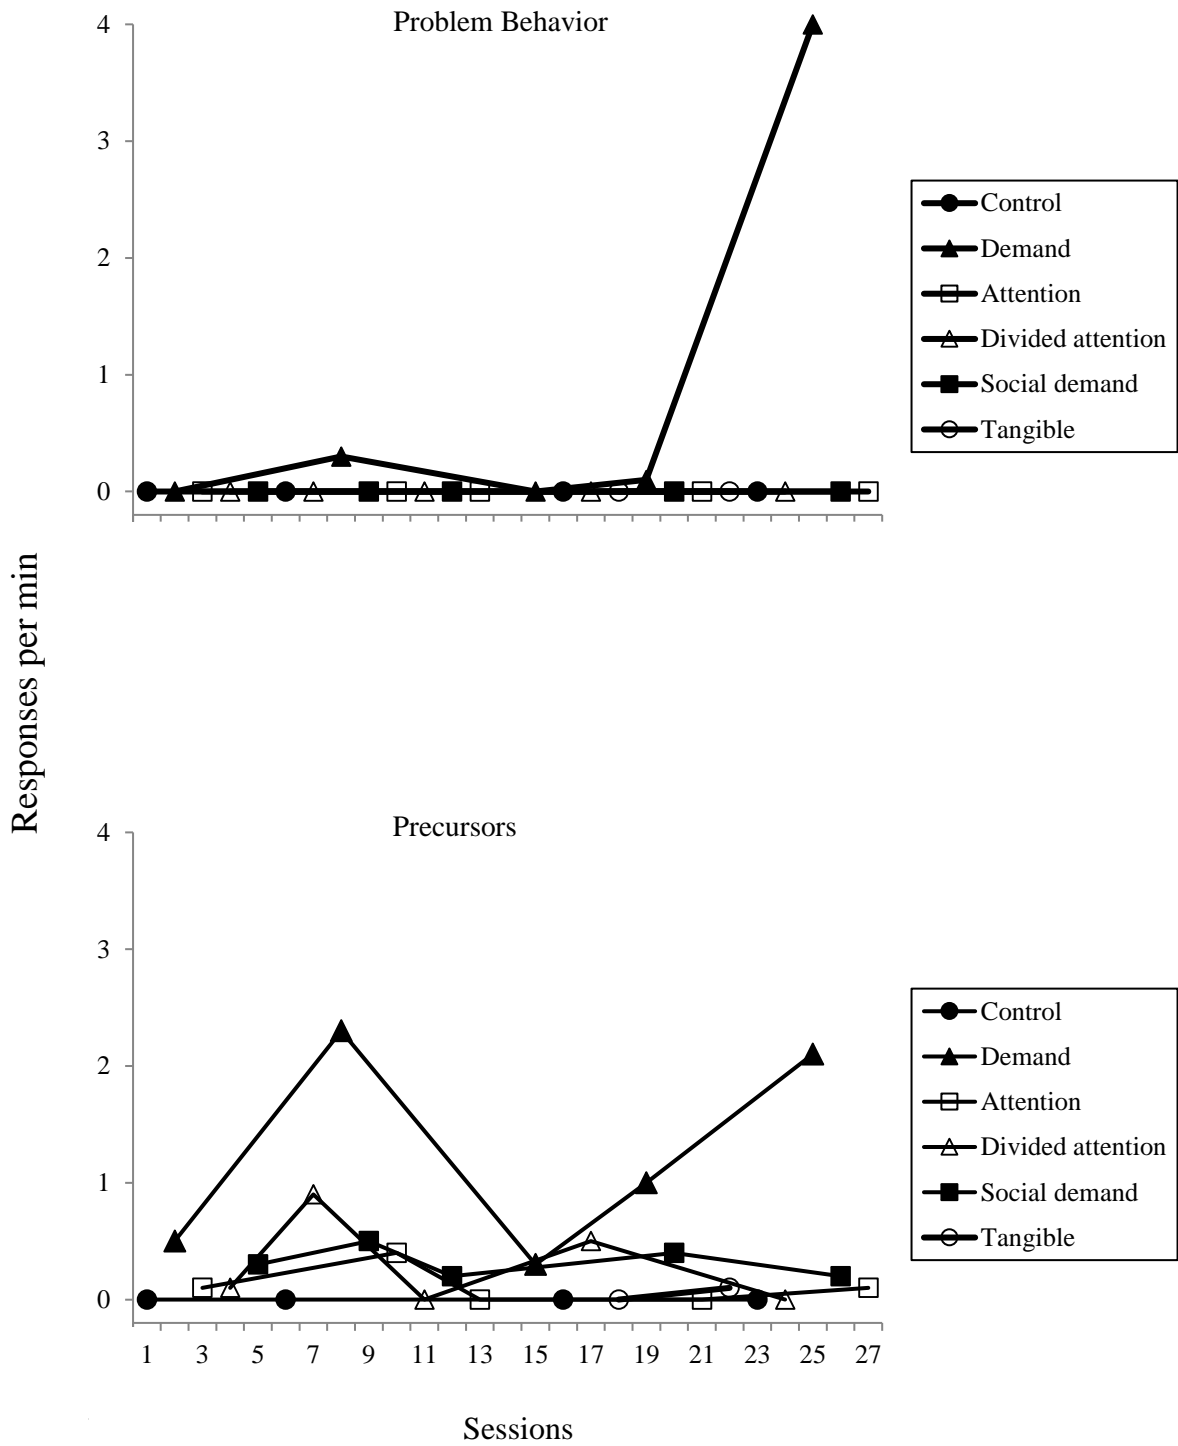 Problem Behavior
4
3
2
1
0
Control
Demand
Attention
Divided attention
Social demand
Tangible
Responses per min
Precursors
4
3
2
1
0
Control
Demand
Attention
Divided attention
Social demand
Tangible
1 3 5 7 9 11 13 15 17 19 21 23 25 27
Sessions